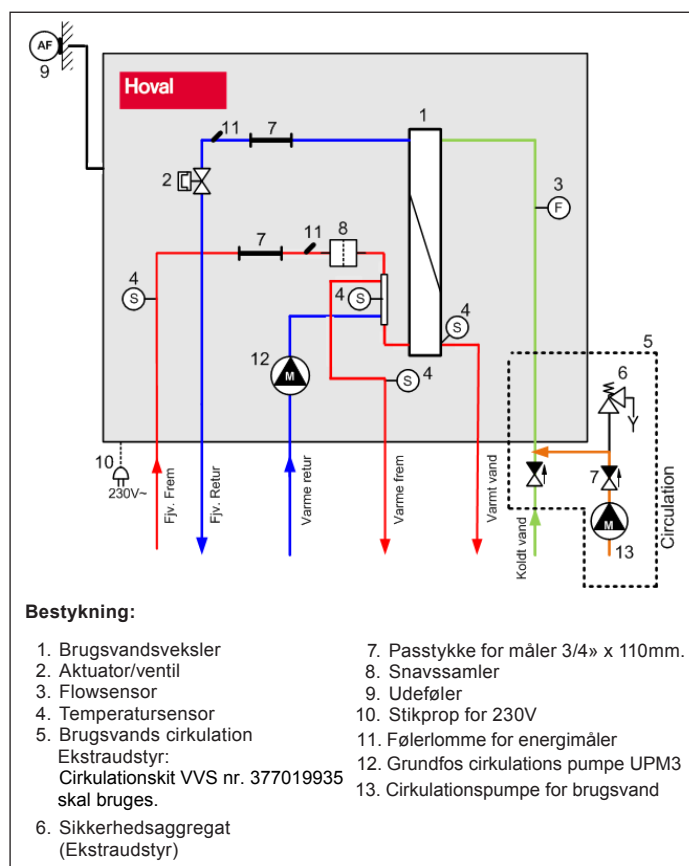 AF
9
Hoval
1
11
7
2
3
F
7
11
8
4
S
4
S
4
S
5
6
12
M
S
4
10
230V~
7
M
13
Fjv. Frem
Fjv. Retur
Varme retur
Varme frem
Varmt vand
Koldt vand
Circulation
Bestykning:
1. Brugsvandsveksler
2. Aktuator/ventil
3. Flowsensor
4. Temperatursensor
5. Brugsvands cirkulation
Ekstraudstyr:
Cirkulationskit VVS nr. 377019935
skal bruges.
6. Sikkerhedsaggregat
(Ekstraudstyr)
7. Passtykke for måler 3/4» x 110mm.
8. Snavssamler
9. Udeføler
10. Stikprop for 230V
11. Følerlomme for energimåler
12. Grundfos cirkulations pumpe UPM3
13. Cirkulationspumpe for brugsvand